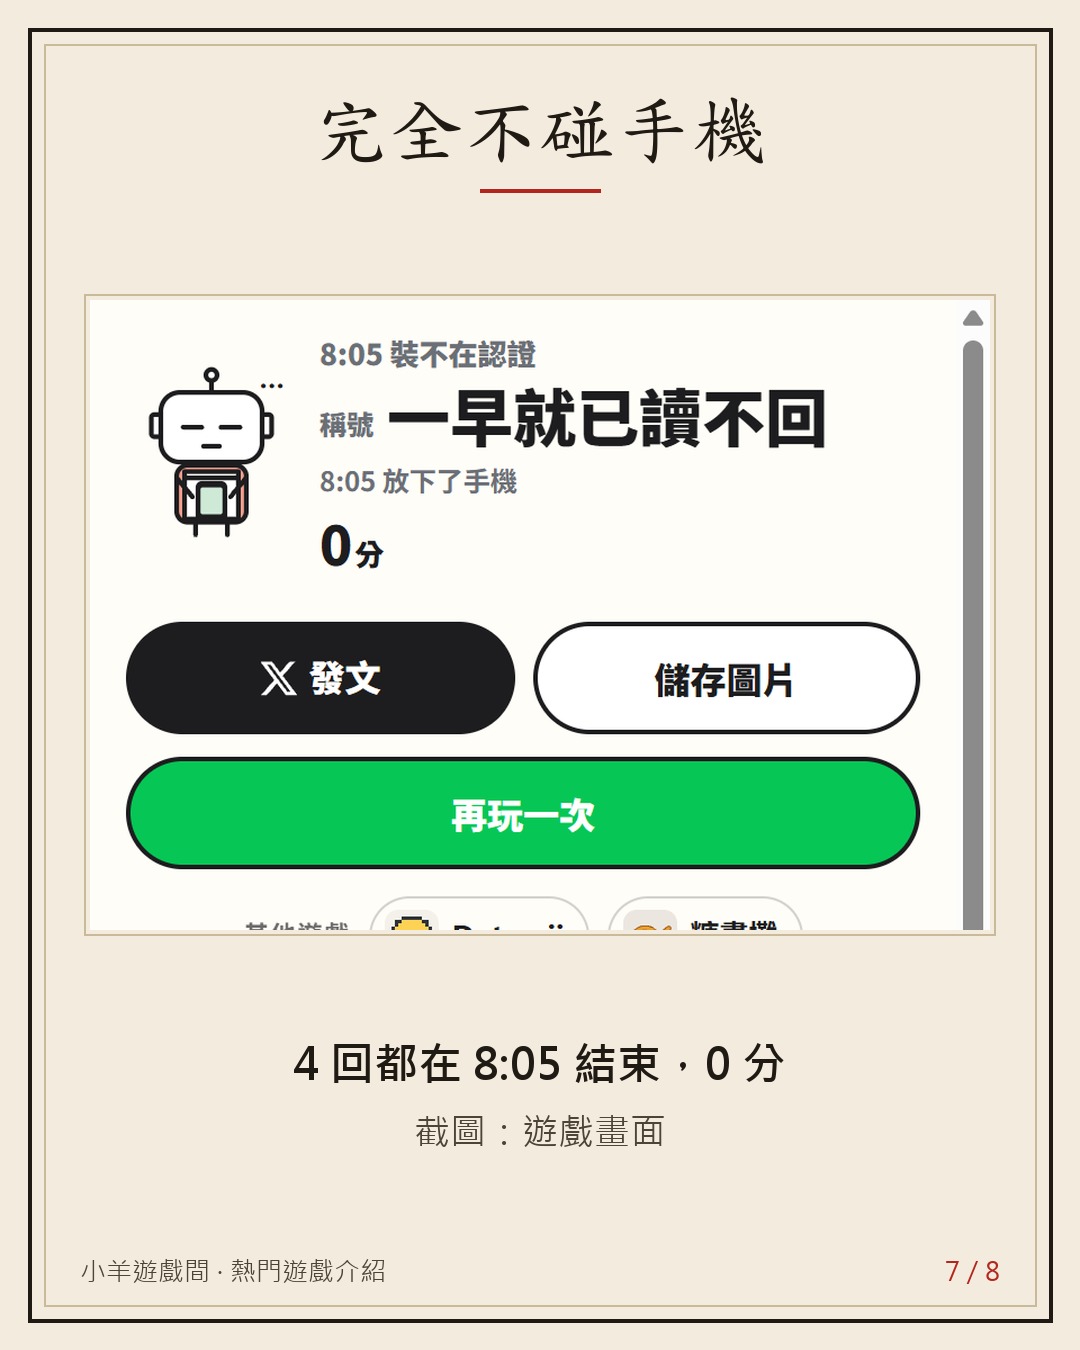 完全不碰手機
...
8:05 裝不在認證
稱號 一早就已讀不回
8:05 放下了手機
0分
X 發文
儲存圖片
再玩一次
4 回都在 8:05 結束，0 分
截圖：遊戲畫面
小羊遊戲間 · 熱門遊戲介紹
7 / 8